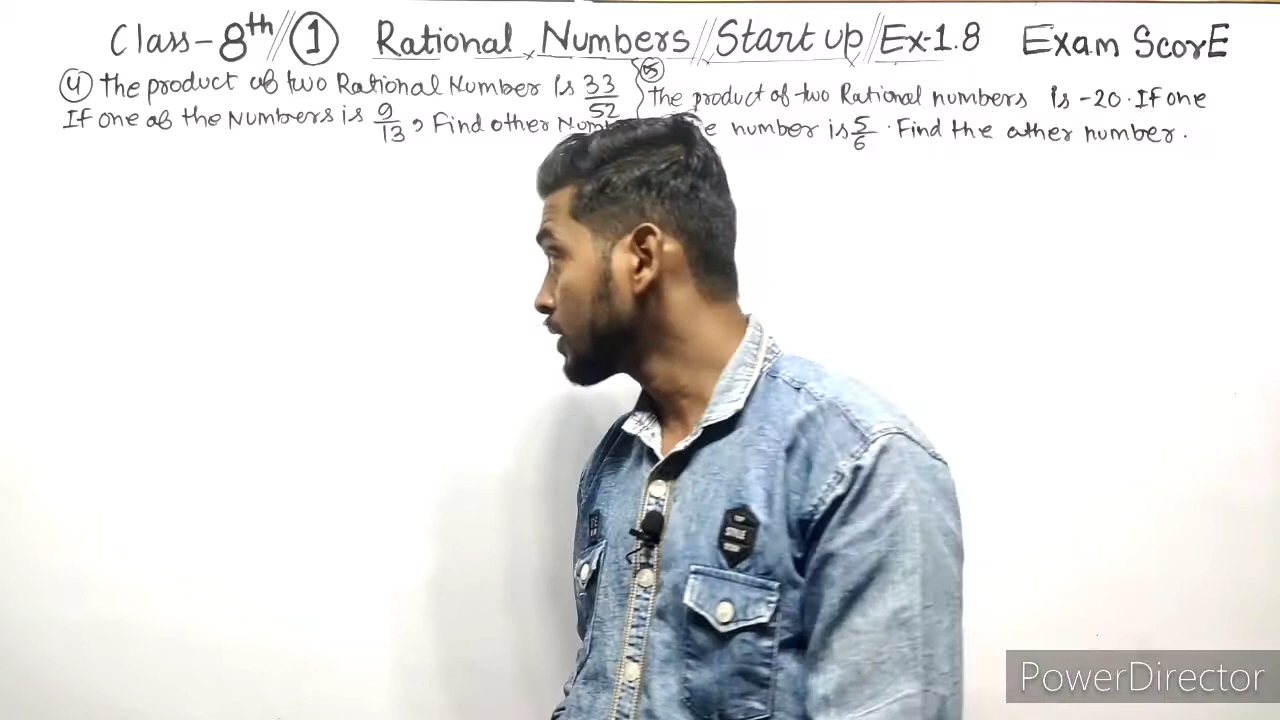 Class-8th // 1 Rational Numbers // Start up // Ex-1.8 Exam ScorE
4 The product of two Rational Number is 33/52
If one of the Numbers is 9/13, Find other
5
The product of two Rational numbers is -20. If one
number is 5/6. Find the other number.
TOP
STYLE
PowerDirector